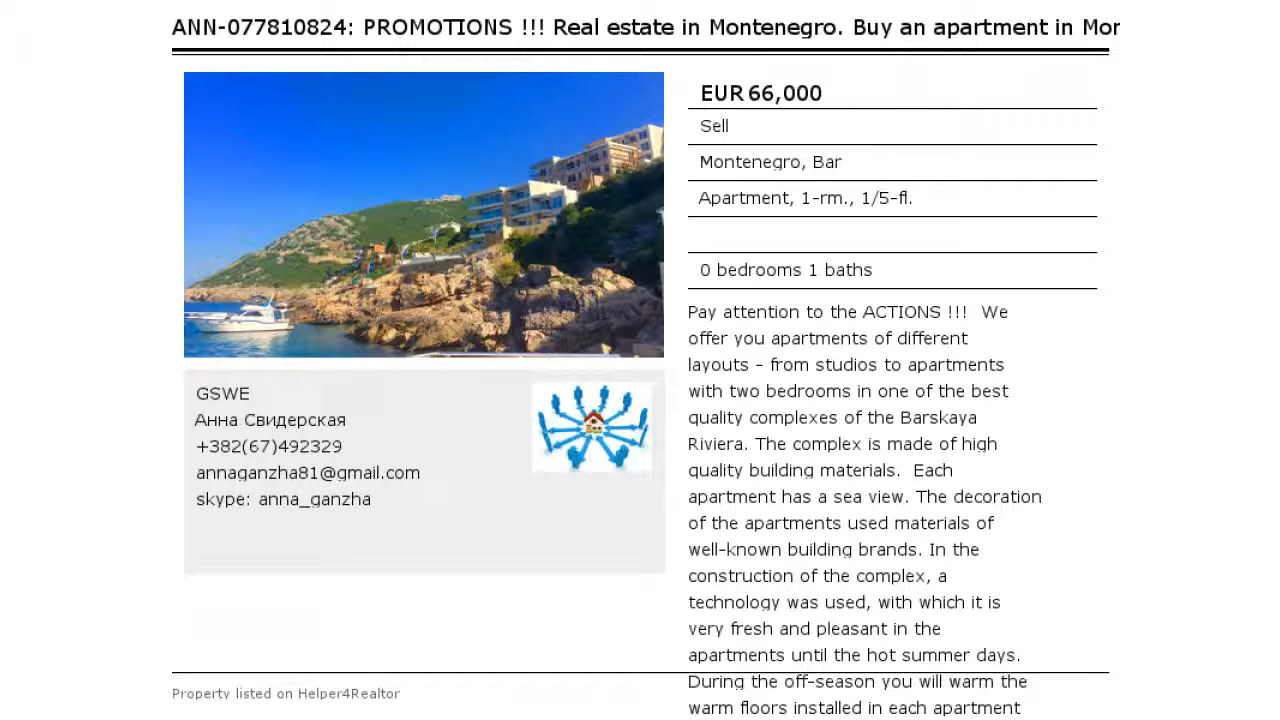 ANN-077810824: PROMOTIONS !!! Real estate in Montenegro. Buy an apartment in Mor
EUR 66,000
Sell
Montenegro, Bar
Apartment, 1-rm., 1/5-fl.
0 bedrooms 1 baths
Pay attention to the ACTIONS !!!  We
offer you apartments of different
layouts - from studios to apartments
with two bedrooms in one of the best
quality complexes of the Barskaya
Riviera. The complex is made of high
quality building materials.  Each
apartment has a sea view. The decoration
of the apartments used materials of
well-known building brands. In the
construction of the complex, a
technology was used, with which it is
very fresh and pleasant in the
apartments until the hot summer days.
During the off-season you will warm the
warm floors installed in each apartment
GSWE
Анна Свидерская
+382(67)492329
annaganzha81@gmail.com
skype: anna_ganzha
Property listed on Helper4Realtor